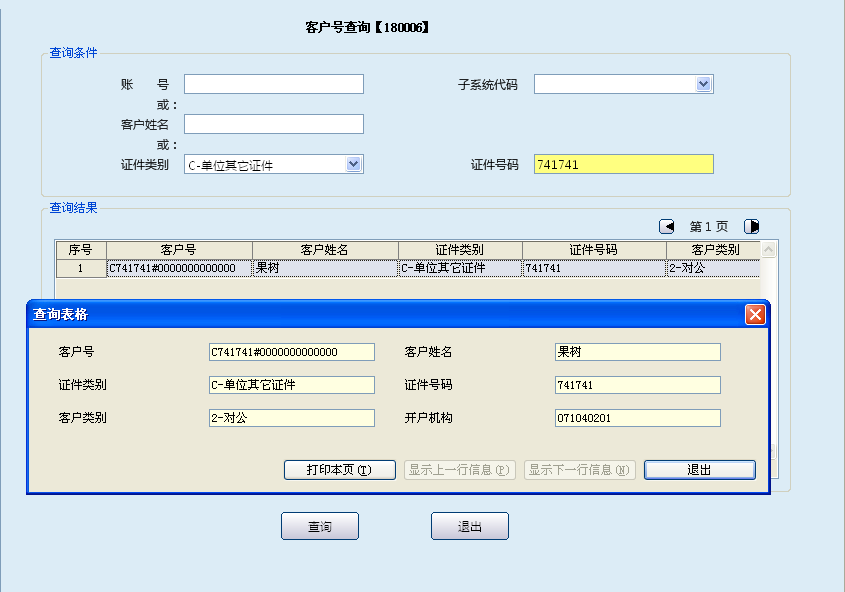 客户号查询【180006】
查询条件
账　　号
子系统代码
或：
客户姓名
或：
证件类别 C-单位其它证件 证件号码 741741
查询结果
第 1 页
序号 客户号 客户姓名 证件类别 证件号码 客户类别
1 C741741#0000000000000 果树 C-单位其它证件 741741 2-对公
查询表格
客户号 C741741#0000000000000 客户姓名 果树
证件类别 C-单位其它证件 证件号码 741741
客户类别 2-对公 开户机构 071040201
打印本页(T) 显示上一行信息(P) 显示下一行信息(N) 退出
查询 退出